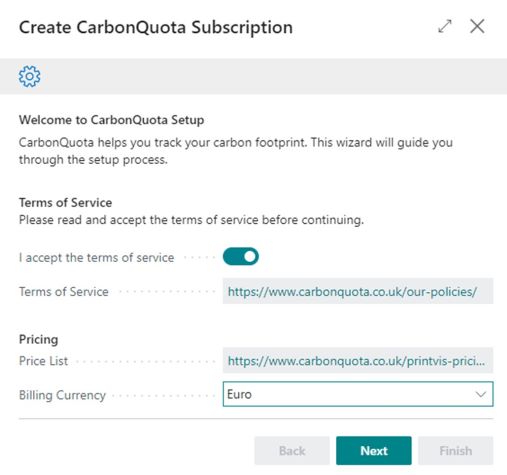 Create CarbonQuota Subscription
Welcome to CarbonQuota Setup
CarbonQuota helps you track your carbon footprint. This wizard will guide you
through the setup process.
Terms of Service
Please read and accept the terms of service before continuing.
I accept the terms of service
Terms of Service https://www.carbonquota.co.uk/our-policies/
Pricing
Price List https://www.carbonquota.co.uk/printvis-prici...
Billing Currency Euro
Back Next Finish